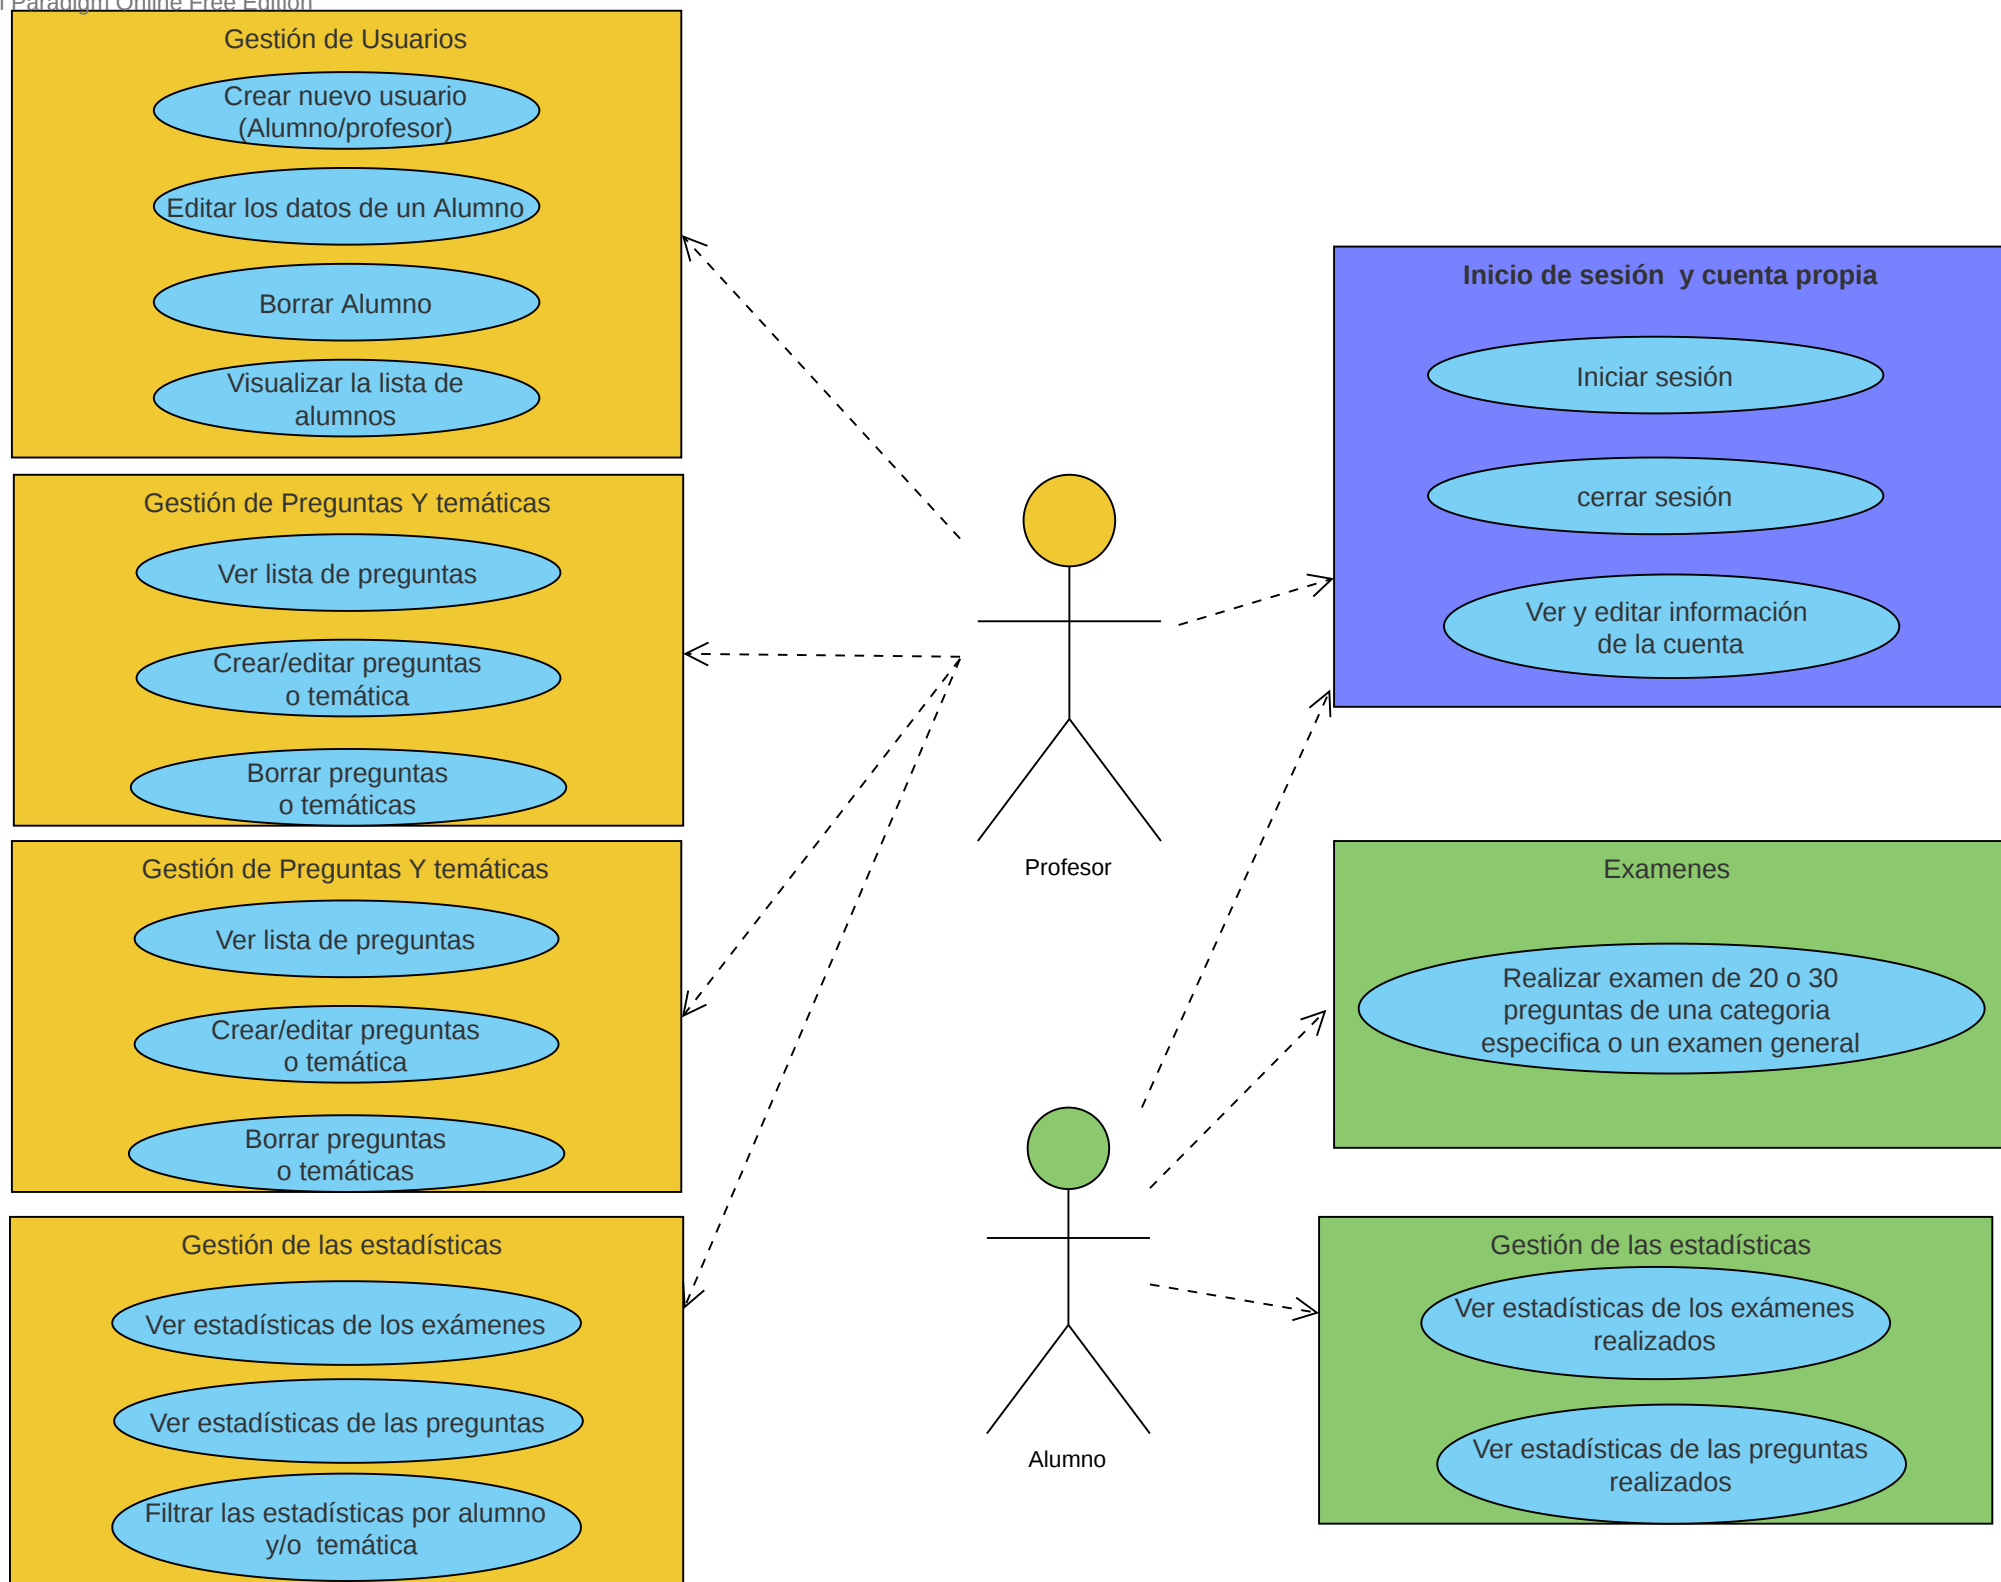 Paradigm Online Free Edition
Gestión de Usuarios
Crear nuevo usuario
(Alumno/profesor)
Editar los datos de un Alumno
Borrar Alumno
Visualizar la lista de
alumnos
Gestión de Preguntas Y temáticas
Ver lista de preguntas
Crear/editar preguntas
o temática
Borrar preguntas
o temáticas
Gestión de Preguntas Y temáticas
Ver lista de preguntas
Crear/editar preguntas
o temática
Borrar preguntas
o temáticas
Gestión de las estadísticas
Ver estadísticas de los exámenes
Ver estadísticas de las preguntas
Filtrar las estadísticas por alumno
y/o  temática
Profesor
Alumno
Inicio de sesión  y cuenta propia
Iniciar sesión
cerrar sesión
Ver y editar información
de la cuenta
Examenes
Realizar examen de 20 o 30
preguntas de una categoria
especifica o un examen general
Gestión de las estadísticas
Ver estadísticas de los exámenes
realizados
Ver estadísticas de las preguntas
realizados